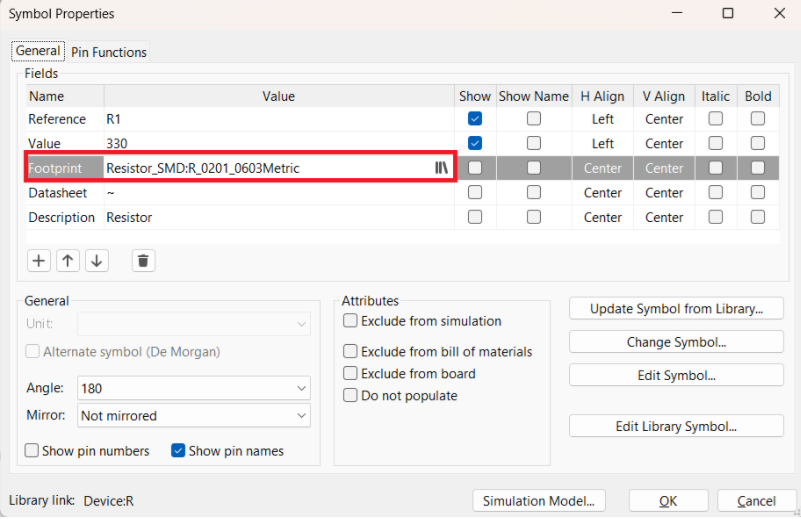 Symbol Properties
General Pin Functions
Fields
Name Value Show Show Name H Align V Align Italic Bold
Reference R1 Left Center
Value 330 Left Center
Footprint Resistor_SMD:R_0201_0603Metric Center Center
Datasheet ~ Center Center
Description Resistor Center Center
General
Unit:
Alternate symbol (De Morgan)
Angle: 180
Mirror: Not mirrored
Show pin numbers Show pin names
Attributes
Exclude from simulation
Exclude from bill of materials
Exclude from board
Do not populate
Update Symbol from Library...
Change Symbol...
Edit Symbol...
Edit Library Symbol...
Library link: Device:R
Simulation Model... OK Cancel